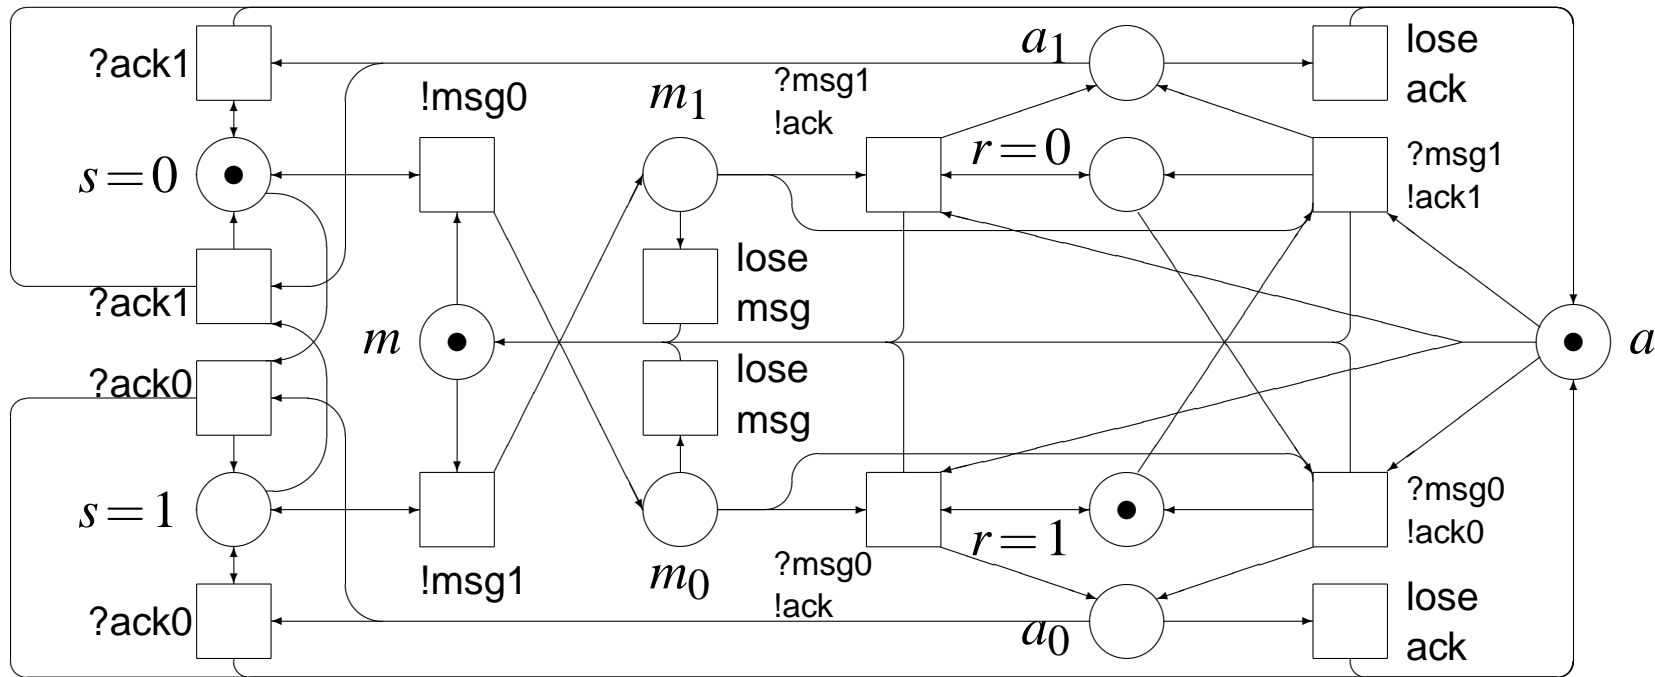 ?ack1
!msg0
m₁
?msg1
!ack
a₁
lose
ack
s=0
r=0
?msg1
!ack1
?ack1
lose
msg
m
a
?ack0
lose
msg
s=1
r=1
?msg0
!ack0
?ack0
!msg1
m₀
?msg0
!ack
a₀
lose
ack